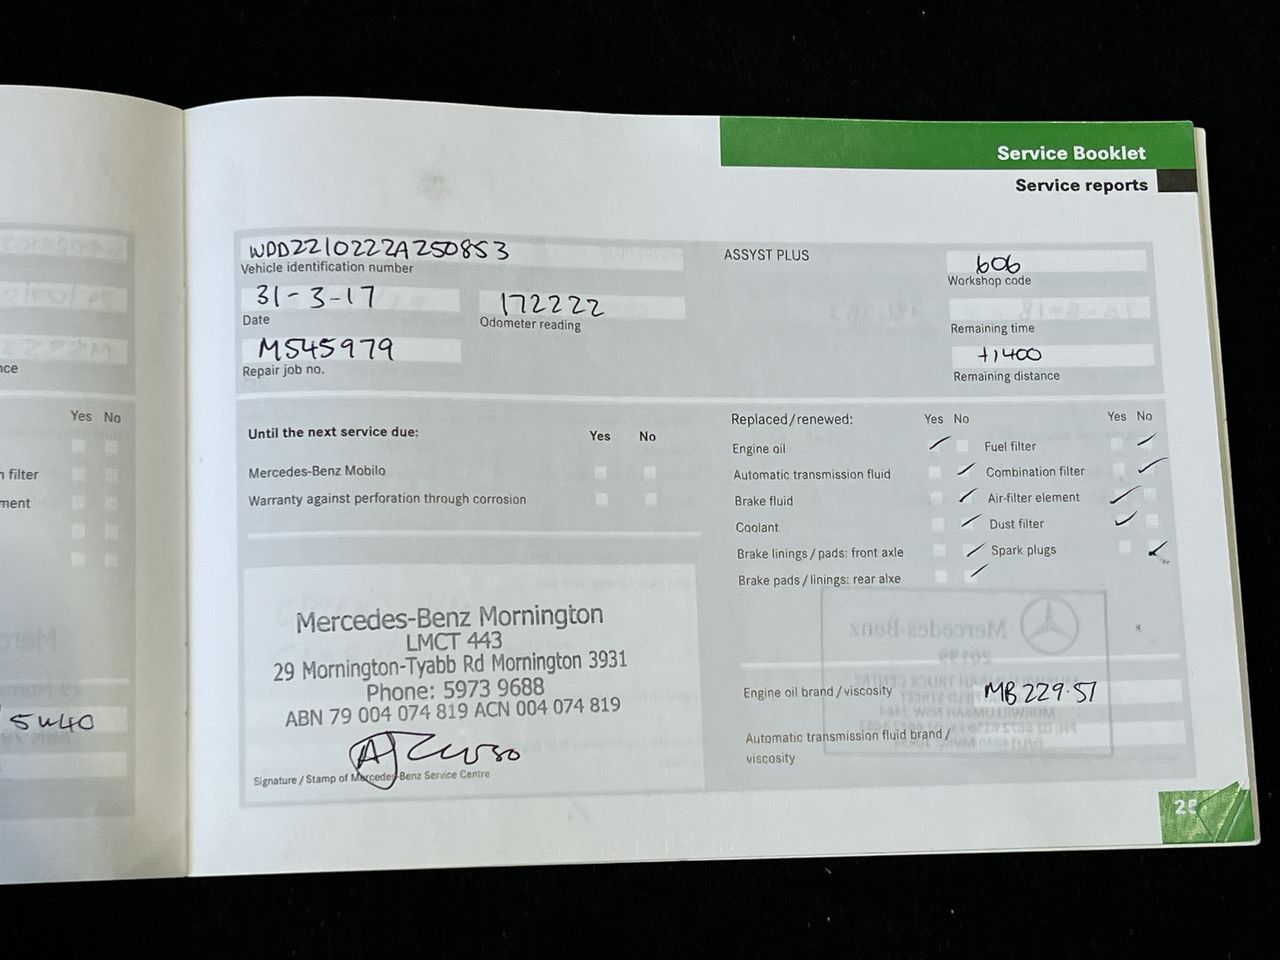 Service Booklet
Service reports
WDD2210222A250853
Vehicle identification number
31-3-17
Date
172222
Odometer reading
M545979
Repair job no.
ASSYST PLUS
606
Workshop code
Remaining time
+1400
Remaining distance
Until the next service due:
Yes No
Mercedes-Benz Mobilo
Warranty against perforation through corrosion
Replaced/renewed:
Yes No
Engine oil
Automatic transmission fluid
Brake fluid
Coolant
Brake linings/pads: front axle
Brake pads/linings: rear alxe
Yes No
Fuel filter
Combination filter
Air-filter element
Dust filter
Spark plugs
Mercedes-Benz Mornington
LMCT 443
29 Mornington-Tyabb Rd Mornington 3931
Phone: 5973 9688
ABN 79 004 074 819 ACN 004 074 819
Signature/Stamp of Mercedes-Benz Service Centre
Engine oil brand/viscosity
MB 229.51
Automatic transmission fluid brand/
viscosity
Yes No
filter
5W40